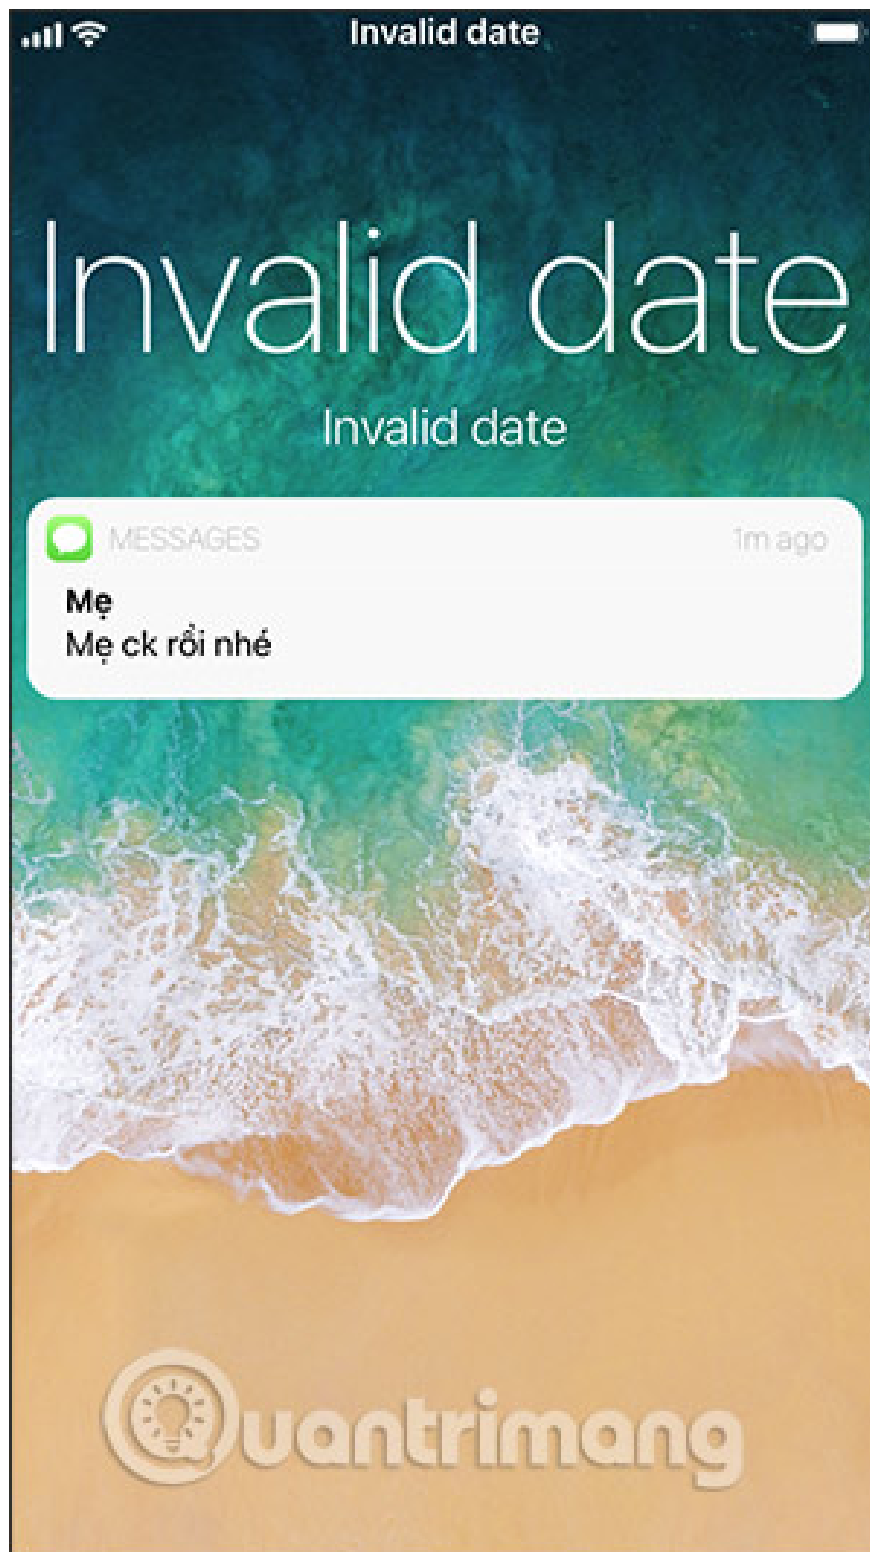 Invalid date
Invalid date
Invalid date
MESSAGES 1m ago
Mẹ
Mẹ ck rồi nhé
Quantrimang